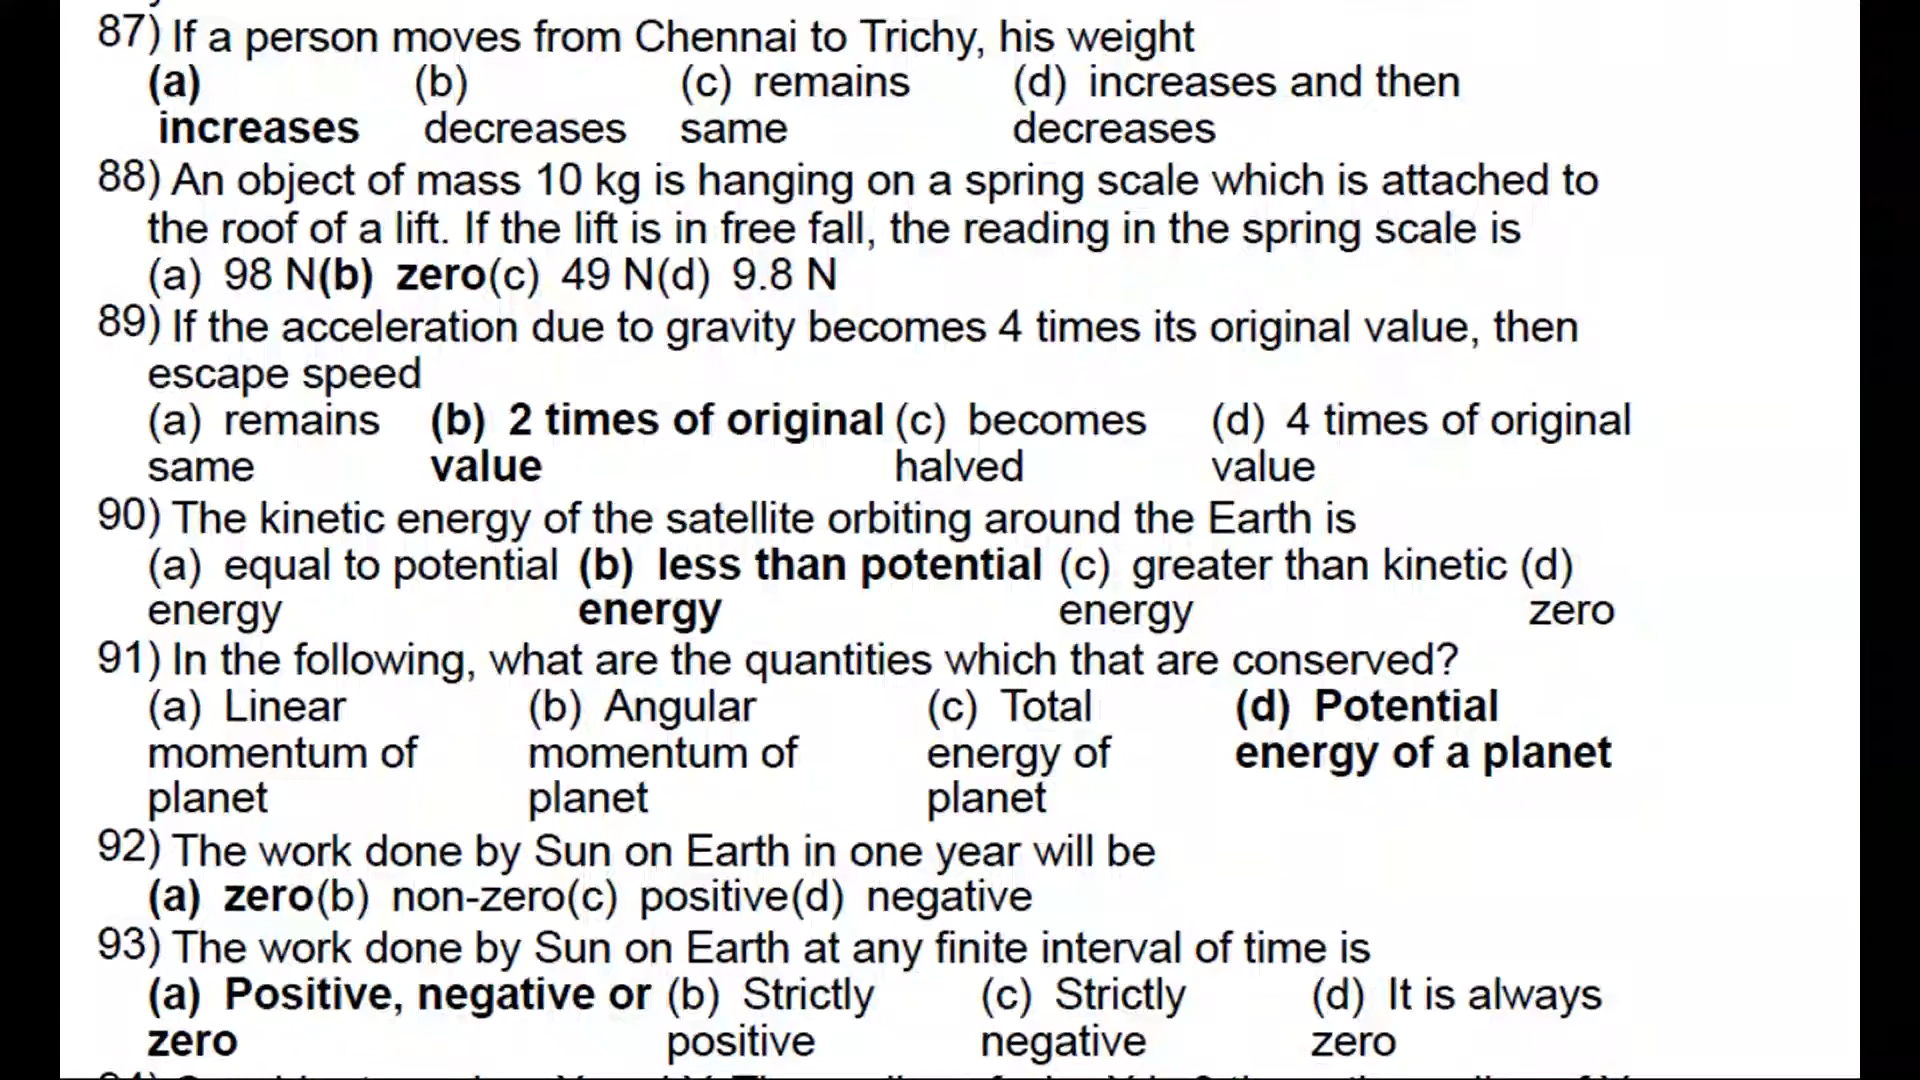 87) If a person moves from Chennai to Trichy, his weight
(a) (b) (c) remains (d) increases and then
increases decreases same decreases
88) An object of mass 10 kg is hanging on a spring scale which is attached to
the roof of a lift. If the lift is in free fall, the reading in the spring scale is
(a) 98 N(b) zero(c) 49 N(d) 9.8 N
89) If the acceleration due to gravity becomes 4 times its original value, then
escape speed
(a) remains (b) 2 times of original (c) becomes (d) 4 times of original
same value halved value
90) The kinetic energy of the satellite orbiting around the Earth is
(a) equal to potential (b) less than potential (c) greater than kinetic (d)
energy energy energy zero
91) In the following, what are the quantities which that are conserved?
(a) Linear (b) Angular (c) Total (d) Potential
momentum of momentum of energy of energy of a planet
planet planet planet
92) The work done by Sun on Earth in one year will be
(a) zero(b) non-zero(c) positive(d) negative
93) The work done by Sun on Earth at any finite interval of time is
(a) Positive, negative or (b) Strictly (c) Strictly (d) It is always
zero positive negative zero